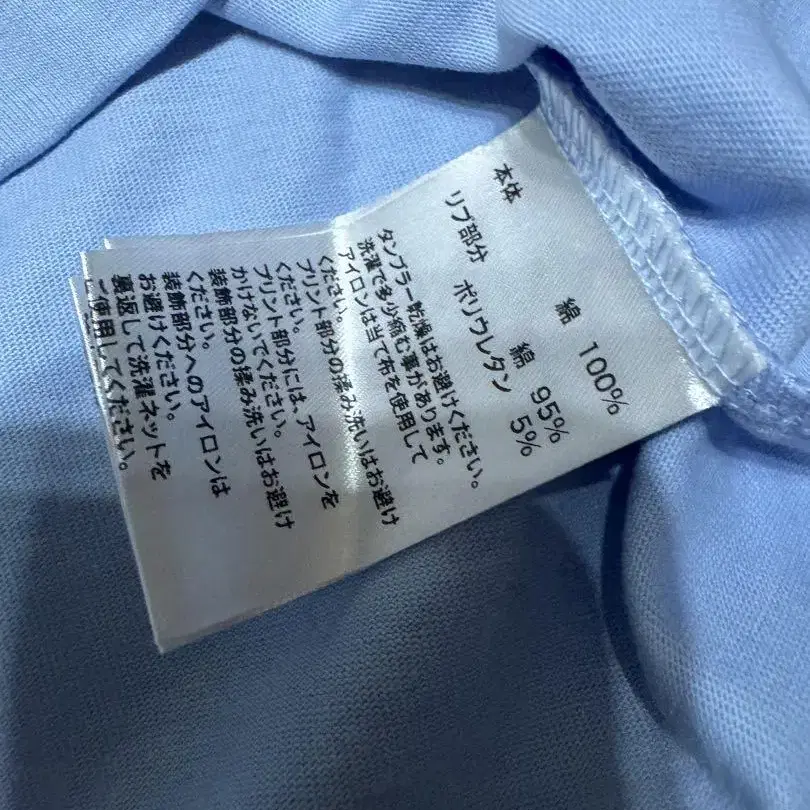 本体 綿 100%
リブ部分 綿 95%
ポリウレタン 5%
タンブラー乾燥はお避けください。
洗濯で多少縮む事があります。
アイロンは当て布を使用して
ください。
プリント部分の揉み洗いはお避け
ください。
プリント部分には、アイロンを
かけないでください。
装飾部分の揉み洗いはお避け
ください。
装飾部分へのアイロンは
お避けください。
裏返して洗濯ネットを
ご使用してください。